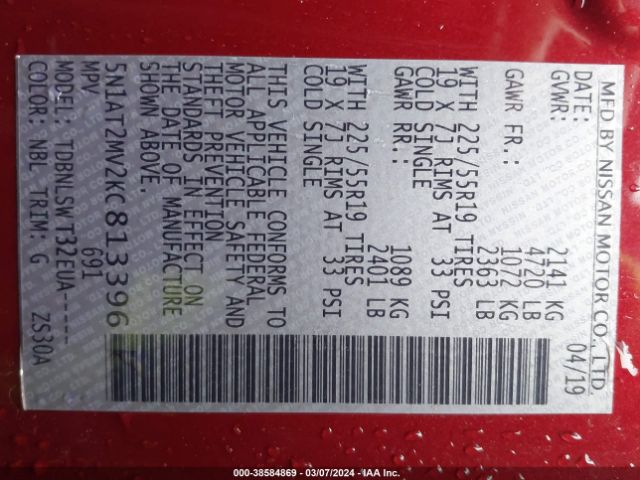 MFD BY NISSAN MOTOR CO., LTD.
DATE: 04/19
GVWR: 2141 KG
4720 LB
GAWR FR.: 1072 KG
2363 LB
WITH 225/55R19 TIRES
19 X 7J RIMS AT 33 PSI
COLD SINGLE
GAWR RR.: 1089 KG
2401 LB
WITH 225/55R19 TIRES
19 X 7J RIMS AT 33 PSI
COLD SINGLE
THIS VEHICLE CONFORMS TO
ALL APPLICABLE FEDERAL
MOTOR VEHICLE SAFETY AND
THEFT PREVENTION
STANDARDS IN EFFECT ON
THE DATE OF MANUFACTURE
SHOWN ABOVE.
5N1AT2MV2KC813396
MPV 691
MODEL: TDBNLSWT32EUA-----
COLOR: NBL TRIM: G ZS30A
000-38584869 - 03/07/2024 - IAA Inc.